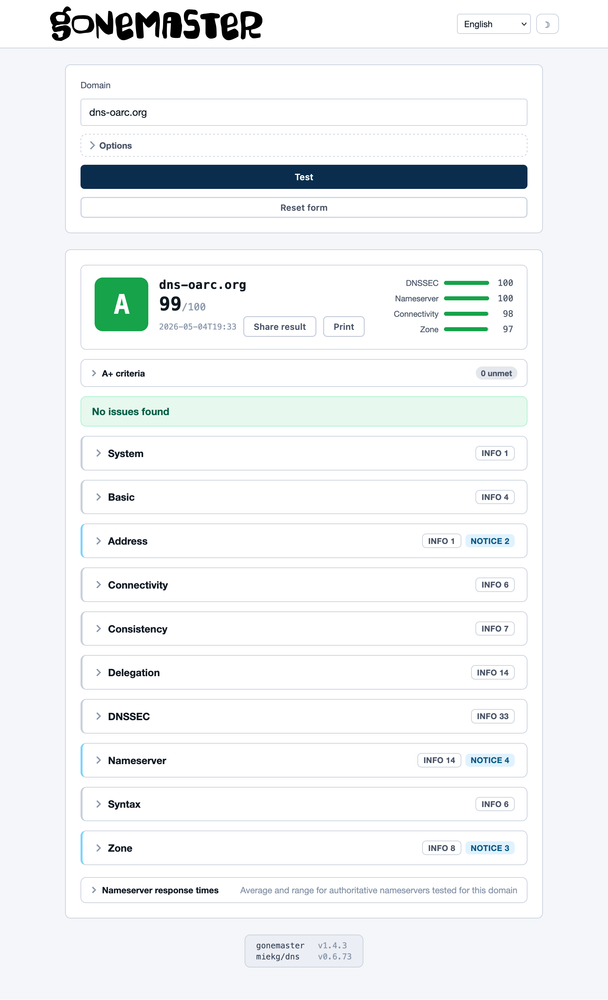 gonemaster
English
Domain
dns-oarc.org
Options
Test
Reset form
A
dns-oarc.org
99/100
2026-05-04T19:33
Share result
Print
DNSSEC 100
Nameserver 100
Connectivity 98
Zone 97
A+ criteria
0 unmet
No issues found
System
INFO 1
Basic
INFO 4
Address
INFO 1 NOTICE 2
Connectivity
INFO 6
Consistency
INFO 7
Delegation
INFO 14
DNSSEC
INFO 33
Nameserver
INFO 14 NOTICE 4
Syntax
INFO 6
Zone
INFO 8 NOTICE 3
Nameserver response times
Average and range for authoritative nameservers tested for this domain
gonemaster v1.4.3
miekg/dns v0.6.73